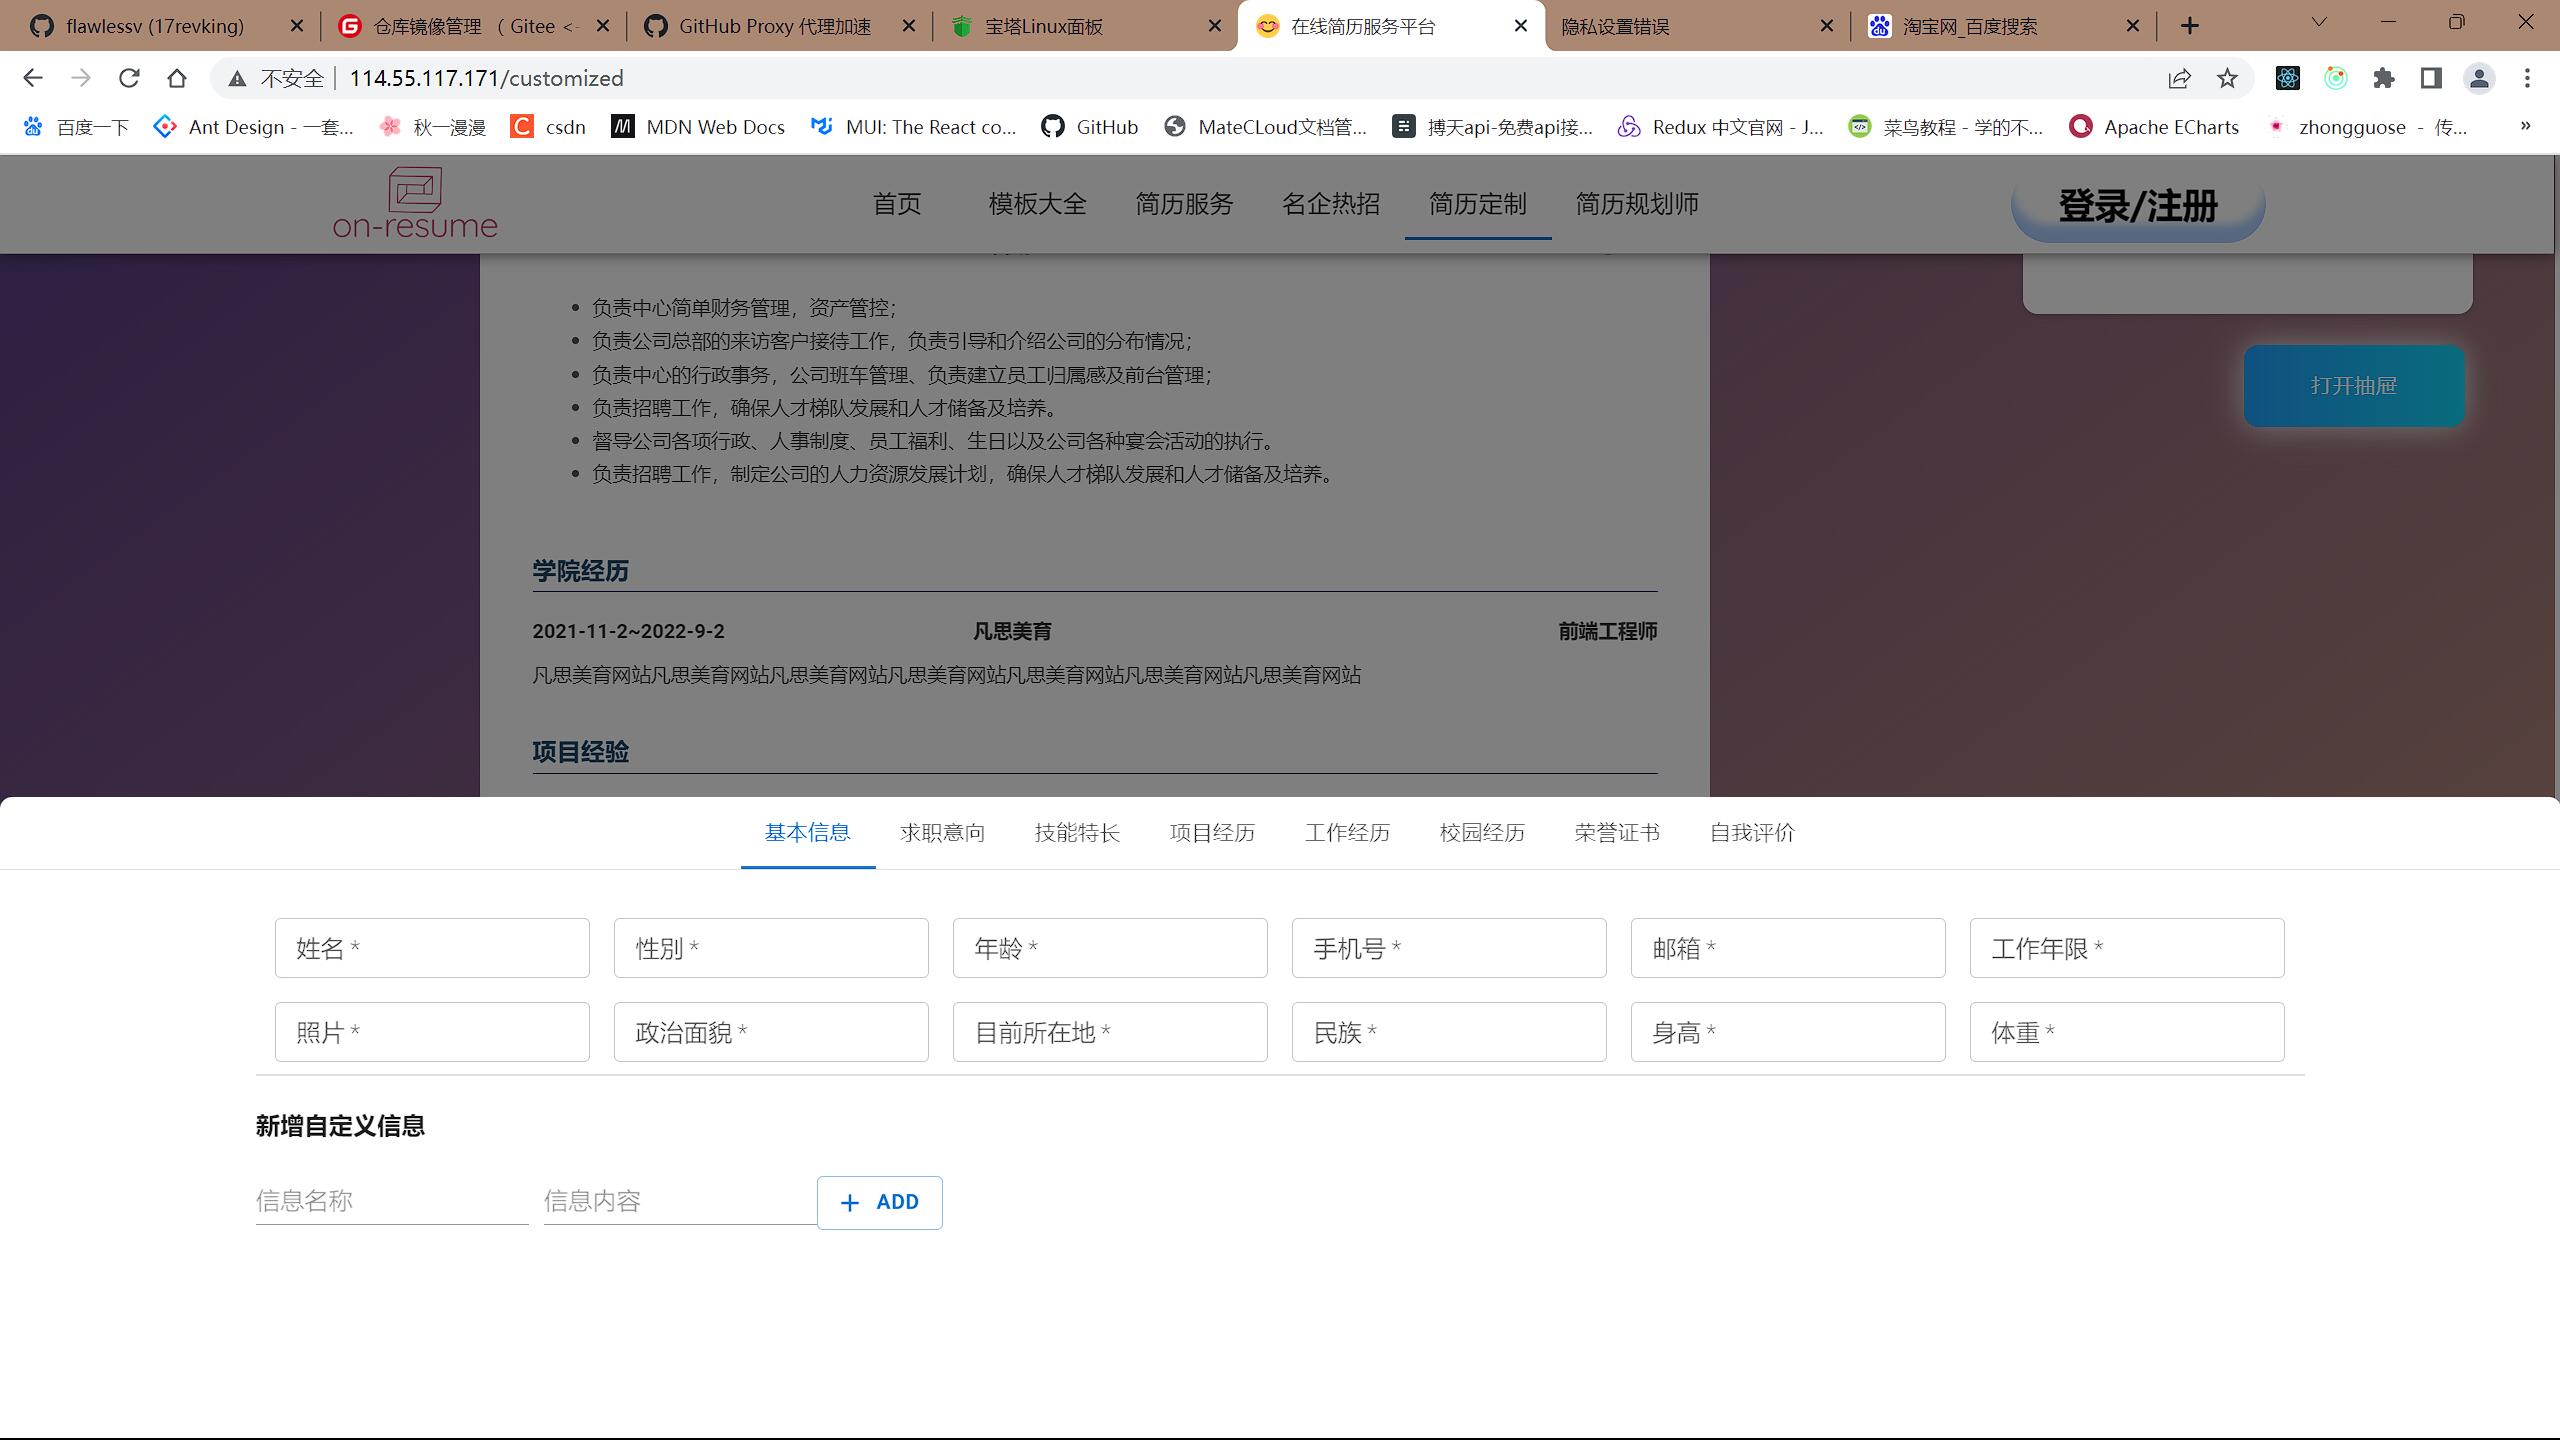 flawlessv (17revking)
仓库镜像管理 （ Gitee <-
GitHub Proxy 代理加速
宝塔Linux面板
在线简历服务平台
隐私设置错误
淘宝网_百度搜索
不安全 114.55.117.171/customized
百度一下
Ant Design - 一套...
秋一漫漫
csdn
MDN Web Docs
MUI: The React co...
GitHub
MateCLoud文档管...
搏天api-免费api接...
Redux 中文官网 - J...
菜鸟教程 - 学的不...
Apache ECharts
zhongguose - 传...
»
on-resume
首页
模板大全
简历服务
名企热招
简历定制
简历规划师
登录/注册
负责中心简单财务管理，资产管控；
负责公司总部的来访客户接待工作，负责引导和介绍公司的分布情况；
负责中心的行政事务，公司班车管理、负责建立员工归属感及前台管理；
负责招聘工作，确保人才梯队发展和人才储备及培养。
督导公司各项行政、人事制度、员工福利、生日以及公司各种宴会活动的执行。
负责招聘工作，制定公司的人力资源发展计划，确保人才梯队发展和人才储备及培养。
打开抽屉
学院经历
2021-11-2~2022-9-2 凡思美育 前端工程师
凡思美育网站凡思美育网站凡思美育网站凡思美育网站凡思美育网站凡思美育网站凡思美育网站
项目经验
基本信息 求职意向 技能特长 项目经历 工作经历 校园经历 荣誉证书 自我评价
姓名 * 性別 * 年龄 * 手机号 * 邮箱 * 工作年限 *
照片 * 政治面貌 * 目前所在地 * 民族 * 身高 * 体重 *
新增自定义信息
信息名称 信息内容 + ADD